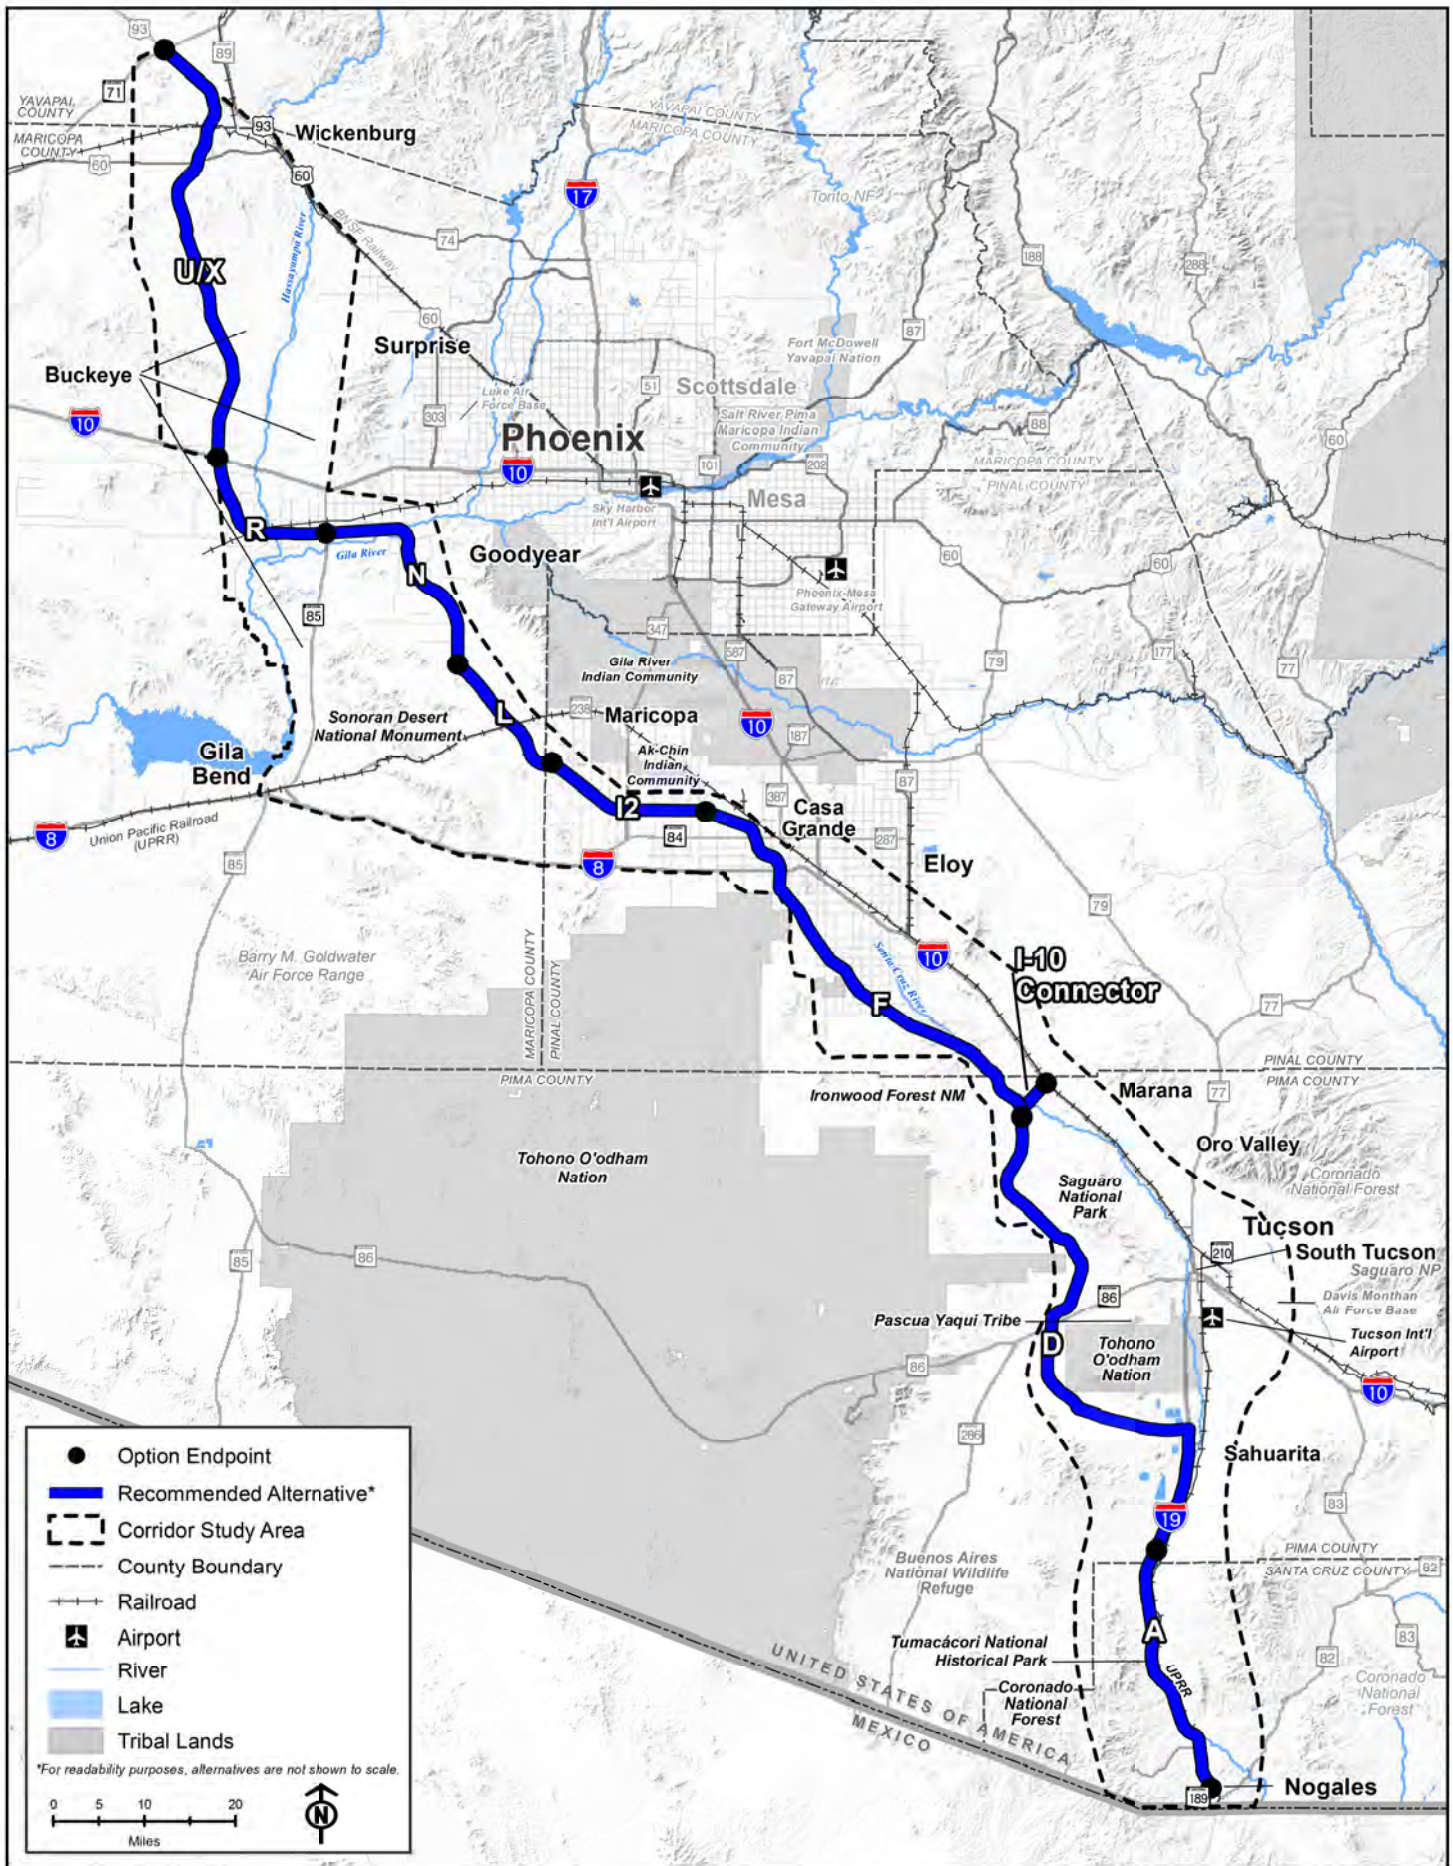 93
89
71
YAVAPAI
COUNTY
MARICOPA
COUNTY
60
93
Wickenburg
60
YAVAPAI COUNTY
MARICOPA COUNTY
17
Tonto NF
BNSF Railway
74
Hassayampa River
188
288
U/X
60
87
Surprise
Fort McDowell
Yavapai Nation
Buckeye
51
Scottsdale
Luke Air
Force Base
303
Salt River Pima
Maricopa Indian
Community
88
60
10
Phoenix
10
101
202
MARICOPA COUNTY
PINAL COUNTY
Mesa
Sky Harbor
Int'l Airport
R
Gila River
Goodyear
N
60
60
Phoenix-Mesa
Gateway Airport
85
347
587
177
79
77
Gila River
Indian Community
87
L
238
Maricopa
10
Sonoran Desert
National Monument
187
Gila
Bend
Ak-Chin
Indian
Community
87
387
Casa
Grande
I2
84
287
8
Union Pacific Railroad
(UPRR)
85
8
Eloy
79
Barry M. Goldwater
Air Force Range
MARICOPA COUNTY
PINAL COUNTY
Santa Cruz River
10
I-10
Connector
F
77
PINAL COUNTY
PIMA COUNTY
PIMA COUNTY
Ironwood Forest NM
Marana
77
Oro Valley
Tohono O'odham
Nation
Saguaro
National
Park
Coronado
National Forest
Tucson
South Tucson
210
Saguaro NP
85
86
86
Davis Monthan
Air Force Base
Pascua Yaqui Tribe
Tucson Int'l
Airport
D
Tohono
O'odham
Nation
86
10
286
Sahuarita
83
19
PIMA COUNTY
SANTA CRUZ COUNTY
82
Buenos Aires
National Wildlife
Refuge
A
Tumacácori National
Historical Park
83
82
UPRR
Coronado
National
Forest
Coronado
National
Forest
UNITED STATES OF AMERICA
MEXICO
Nogales
189
Option Endpoint
Recommended Alternative*
Corridor Study Area
County Boundary
Railroad
Airport
River
Lake
Tribal Lands
*For readability purposes, alternatives are not shown to scale.
0 5 10 20
Miles
N